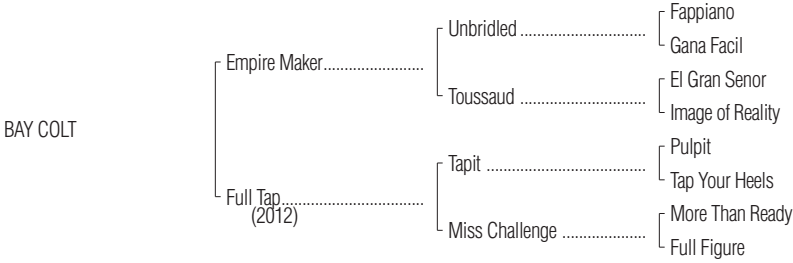 Fappiano
Unbridled ..............................
Gana Facil
Empire Maker........................
El Gran Senor
Toussaud ..............................
Image of Reality
BAY COLT
Pulpit
Tapit ......................................
Tap Your Heels
Full Tap..................................
(2012)
More Than Ready
Miss Challenge ....................
Full Figure